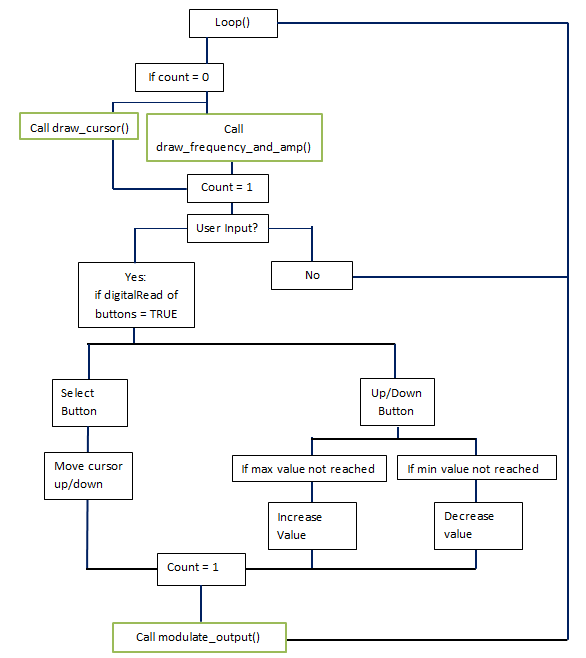 Loop()
If count = 0
Call draw_cursor()
Call
draw_frequency_and_amp()
Count = 1
User Input?
Yes:
if digitalRead of
buttons = TRUE
No
Select
Button
Up/Down
Button
Move cursor
up/down
If max value not reached
If min value not reached
Increase
Value
Decrease
value
Count = 1
Call modulate_output()